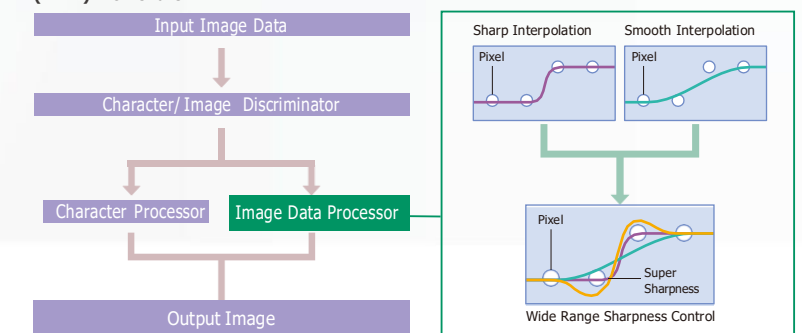 Input Image Data
Character/ Image Discriminator
Character Processor
Image Data Processor
Output Image
Sharp Interpolation
Smooth Interpolation
Pixel
Pixel
Pixel
Super
Sharpness
Wide Range Sharpness Control